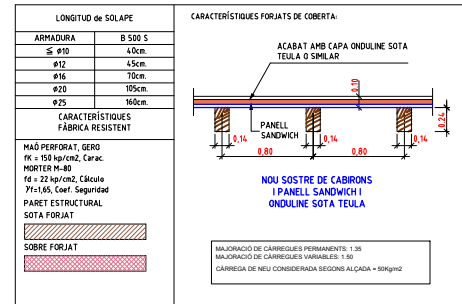 LONGITUD de SOLAPE
ARMADURA B 500 S
≤ ϕ10 40cm.
ϕ12 45cm.
ϕ16 70cm.
ϕ20 105cm.
ϕ25 160cm.
CARACTERÍSTIQUES
FÀBRICA RESISTENT
MAÓ PERFORAT, GERO
fK = 150 kp/cm2, Carac.
MORTER M-80
fd = 22 kp/cm2, Cálculo
γf=1,65, Coef. Seguridad
PARET ESTRUCTURAL
SOTA FORJAT
SOBRE FORJAT
CARACTERÍSTIQUES FORJATS DE COBERTA:
ACABAT AMB CAPA ONDULINE SOTA
TEULA O SIMILAR
0.10
0.24
PANELL
SANDWICH
0,14
0,14
0,14
0,80
0,80
NOU SOSTRE DE CABIRONS
I PANELL SANDWICH I
ONDULINE SOTA TEULA
MAJORACIÓ DE CÀRREGUES PERMANENTS: 1.35
MAJORACIÓ DE CÀRREGUES VARIABLES: 1.50
CÀRREGA DE NEU CONSIDERADA SEGONS ALÇADA = 50Kg/m2